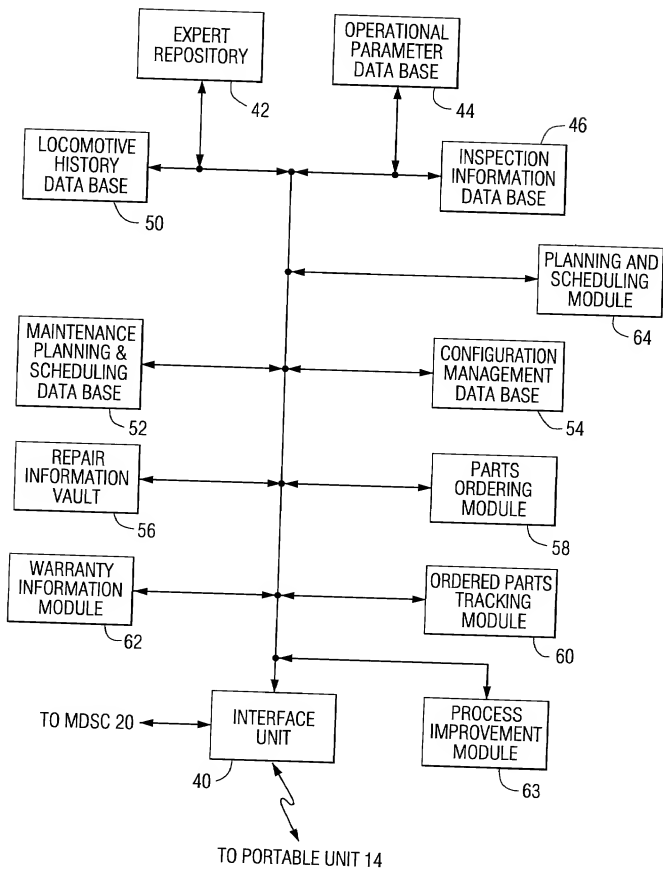 EXPERT
REPOSITORY
42
OPERATIONAL
PARAMETER
DATA BASE
44
46
LOCOMOTIVE
HISTORY
DATA BASE
50
INSPECTION
INFORMATION
DATA BASE
PLANNING AND
SCHEDULING
MODULE
64
MAINTENANCE
PLANNING &
SCHEDULING
DATA BASE
52
CONFIGURATION
MANAGEMENT
DATA BASE
54
REPAIR
INFORMATION
VAULT
56
PARTS
ORDERING
MODULE
58
WARRANTY
INFORMATION
MODULE
62
ORDERED PARTS
TRACKING
MODULE
60
TO MDSC 20
INTERFACE
UNIT
40
PROCESS
IMPROVEMENT
MODULE
63
TO PORTABLE UNIT 14